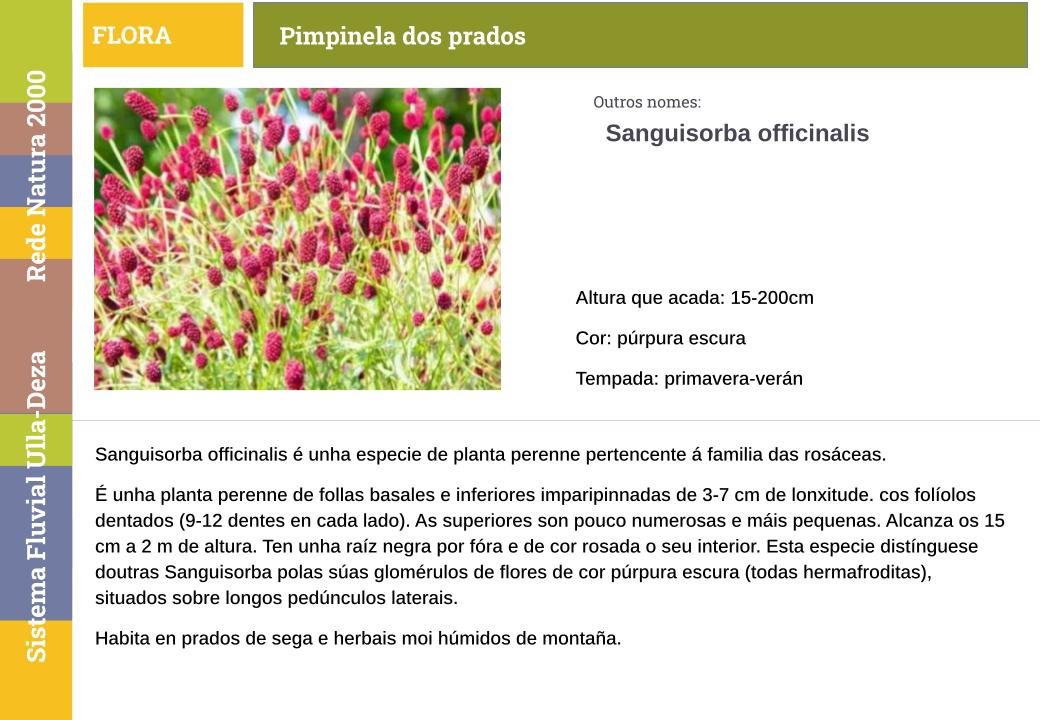 FLORA
Pimpinela dos prados
Sistema Fluvial Ulla-Deza
Rede Natura 2000
Outros nomes:
Sanguisorba officinalis
Altura que acada: 15-200cm
Cor: púrpura escura
Tempada: primavera-verán
Sanguisorba officinalis é unha especie de planta perenne pertencente á familia das rosáceas.
É unha planta perenne de follas basales e inferiores imparipinnadas de 3-7 cm de lonxitude. cos folíolos
dentados (9-12 dentes en cada lado). As superiores son pouco numerosas e máis pequenas. Alcanza os 15
cm a 2 m de altura. Ten unha raíz negra por fóra e de cor rosada o seu interior. Esta especie distínguese
doutras Sanguisorba polas súas glomérulos de flores de cor púrpura escura (todas hermafroditas),
situados sobre longos pedúnculos laterais.
Habita en prados de sega e herbais moi húmidos de montaña.